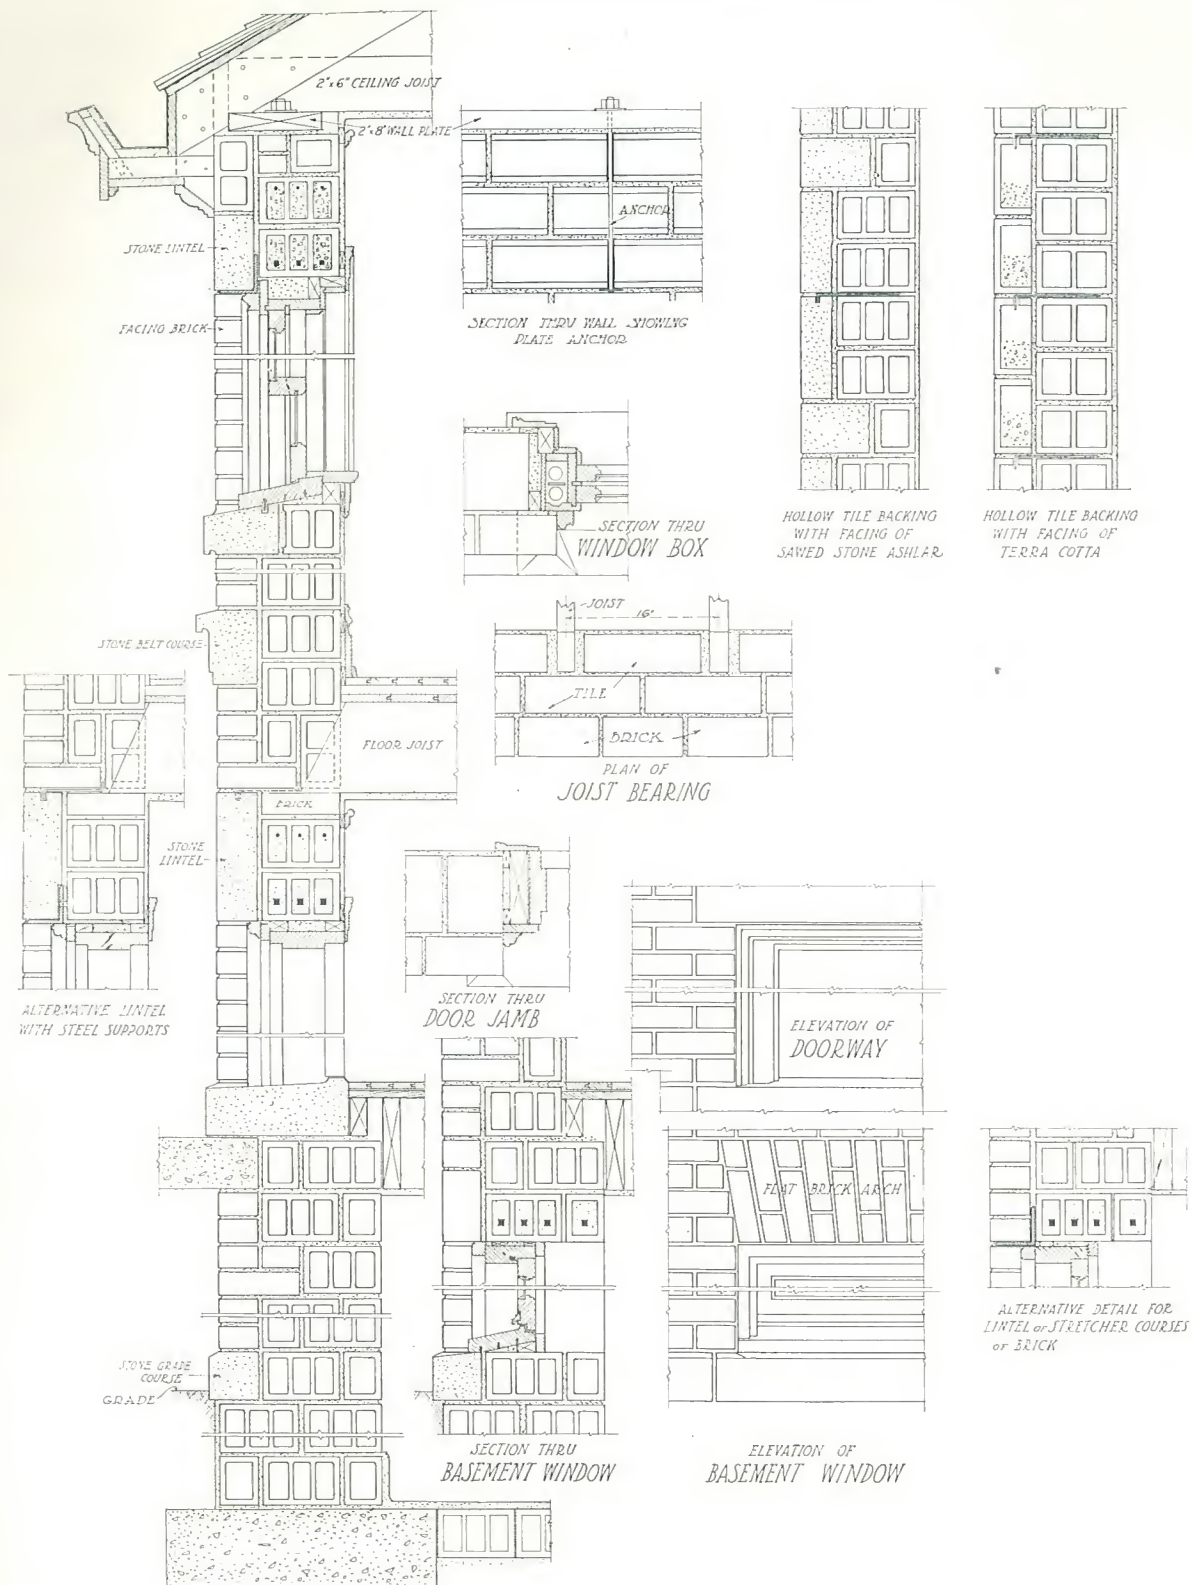 2"x6" CEILING JOIST
2"x8" WALL PLATE
STONE LINTEL
FACING BRICK
ANCHOR
SECTION THRU WALL SHOWING
PLATE ANCHOR
SECTION THRU
WINDOW BOX
HOLLOW TILE BACKING
WITH FACING OF
SAWED STONE ASHLAR
HOLLOW TILE BACKING
WITH FACING OF
TERRA COTTA
STONE BELT COURSE
JOIST
16"
TILE
BRICK
PLAN OF
JOIST BEARING
FLOOR JOIST
BRICK
STONE
LINTEL
ALTERNATIVE LINTEL
WITH STEEL SUPPORTS
SECTION THRU
DOOR JAMB
ELEVATION OF
DOORWAY
FLAT BRICK ARCH
ALTERNATIVE DETAIL FOR
LINTEL or STRETCHER COURSES
or BRICK
STONE GRADE
COURSE
GRADE
SECTION THRU
BASEMENT WINDOW
ELEVATION OF
BASEMENT WINDOW